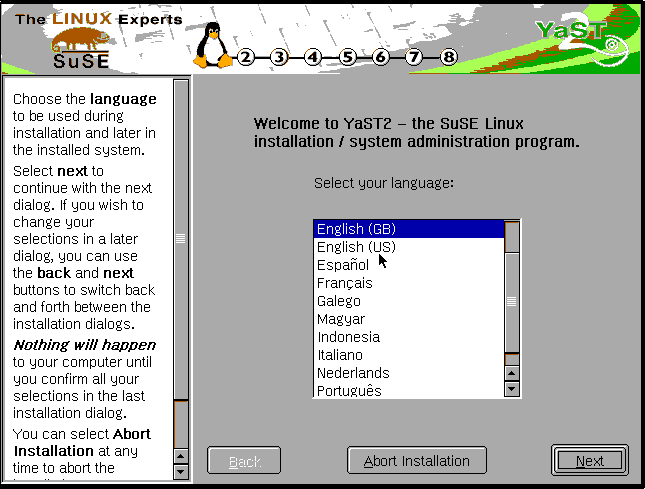 The LINUX Experts
SuSE
2 3 4 5 6 7 8
YaST
2
Choose the language
to be used during
installation and later in
the installed system.
Select next to
continue with the next
dialog. If you wish to
change your
selections in a later
dialog, you can use
the back and next
buttons to switch back
and forth between the
installation dialogs.
Nothing will happen
to your computer until
you confirm all your
selections in the last
installation dialog.
You can select Abort
Installation at any
time to abort the
Welcome to YaST2 – the SuSE Linux
installation / system administration program.
Select your language:
English (GB)
English (US)
Español
Français
Galego
Magyar
Indonesia
Italiano
Nederlands
Português
Back
Abort Installation
Next